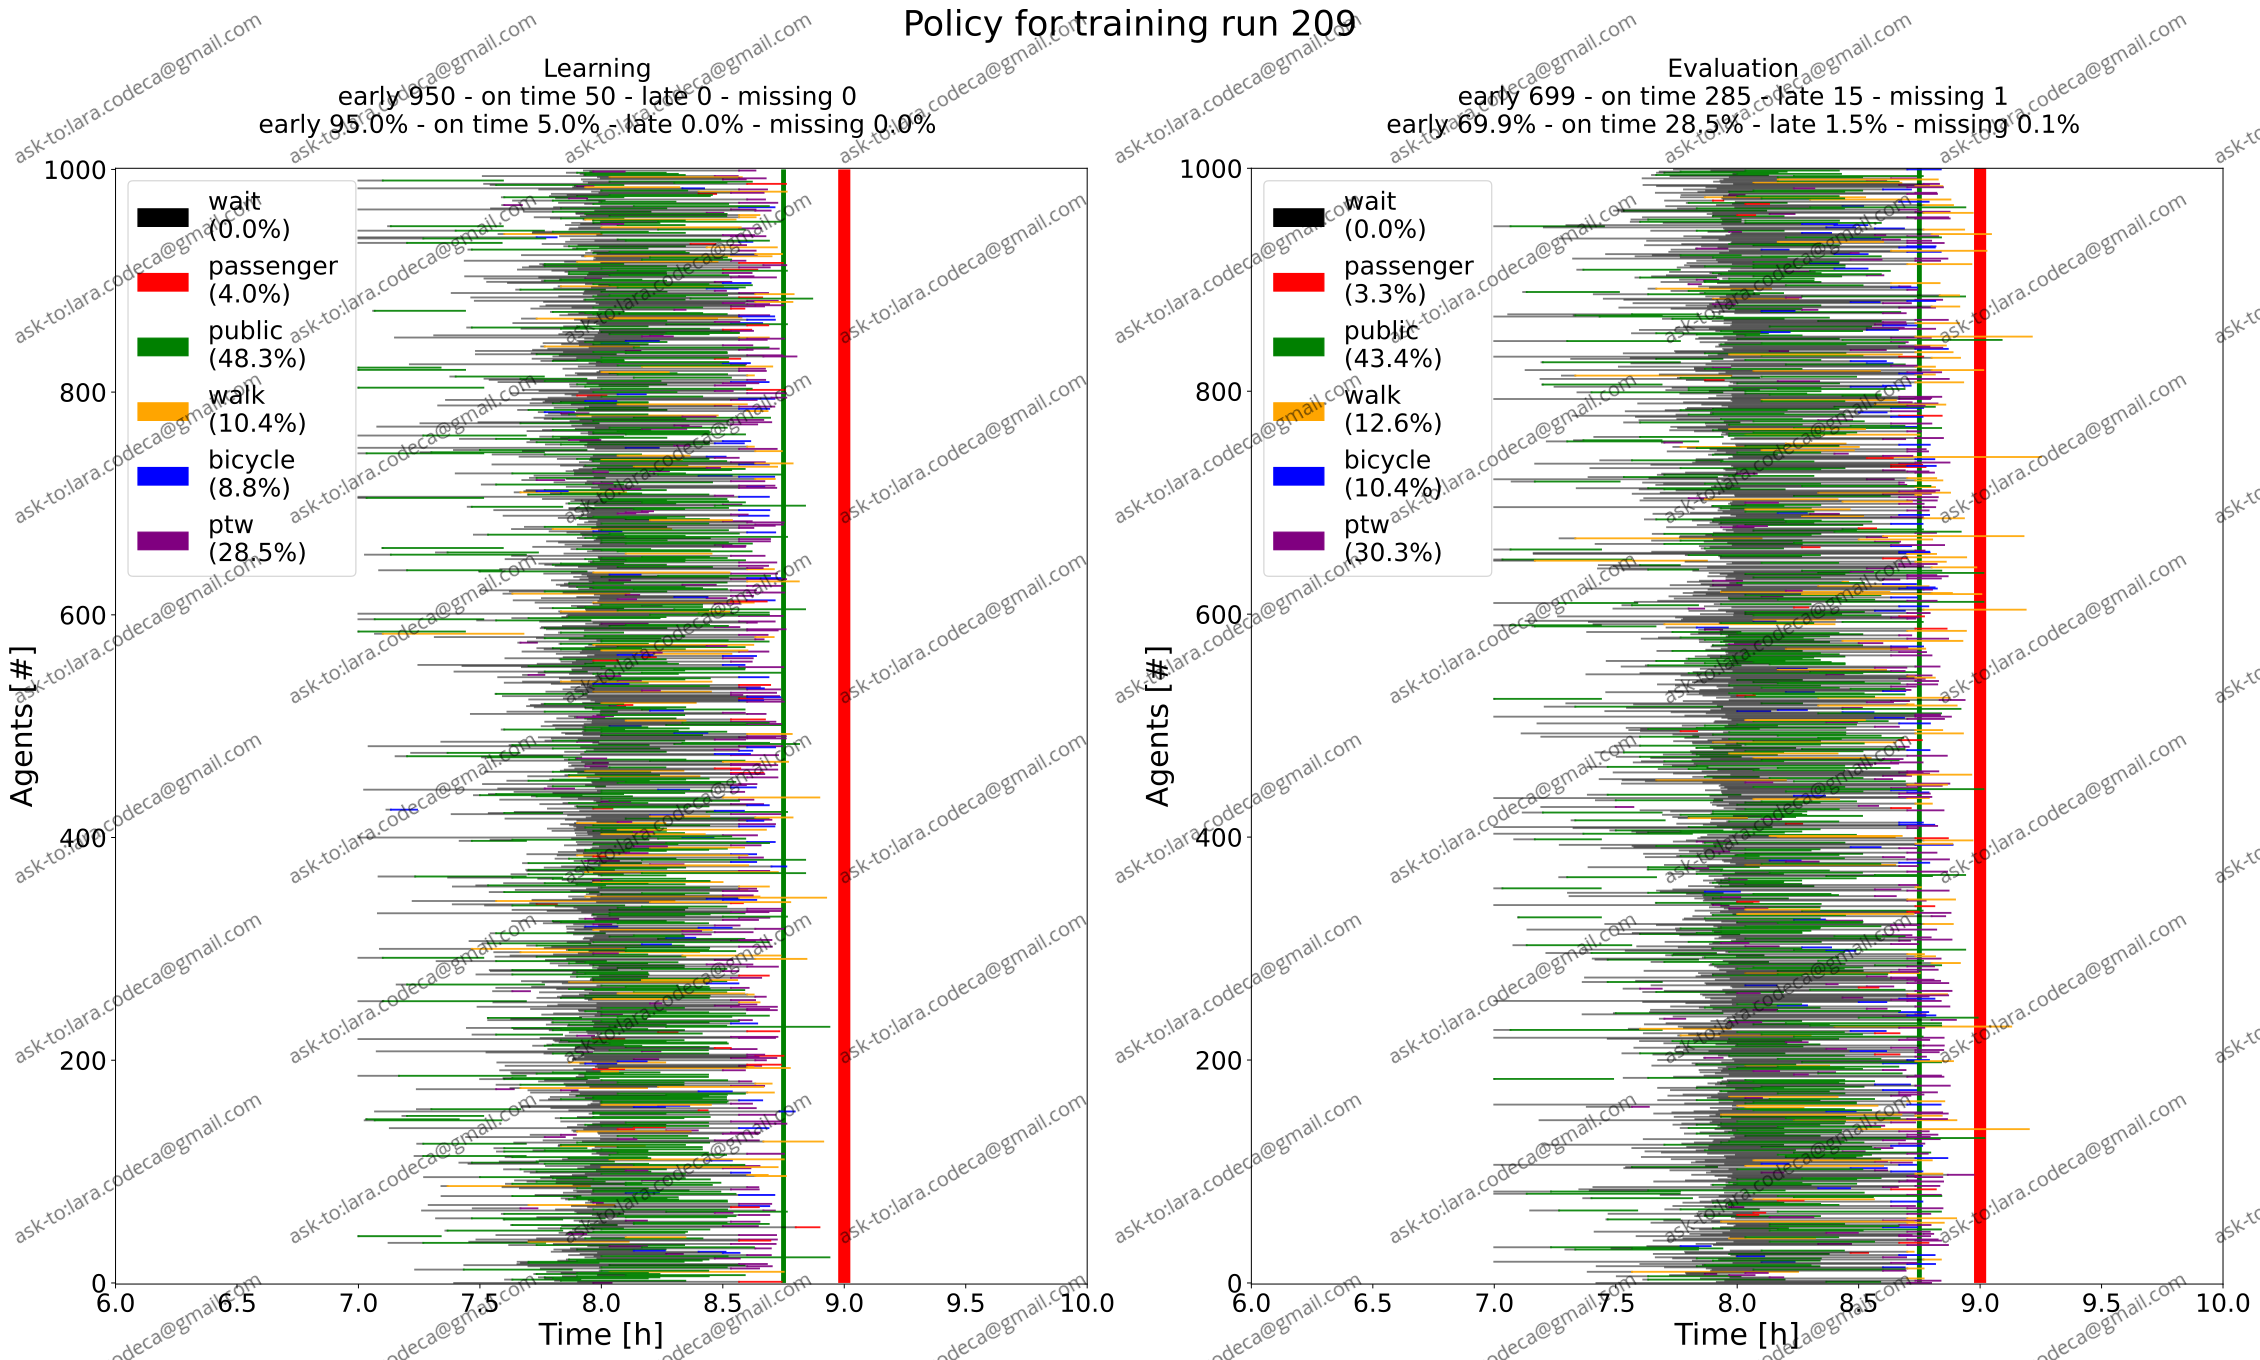 Policy for training run 209
Learning
early 950 - on time 50 - late 0 - missing 0
early 95.0% - on time 5.0% - late 0.0% - missing 0.0%
Agents [#]
1000
800
600
400
200
0
wait
(0.0%)
passenger
(4.0%)
public
(48.3%)
walk
(10.4%)
bicycle
(8.8%)
ptw
(28.5%)
6.0 6.5 7.0 7.5 8.0 8.5 9.0 9.5 10.0
Time [h]
Evaluation
early 699 - on time 285 - late 15 - missing 1
early 69.9% - on time 28.5% - late 1.5% - missing 0.1%
Agents [#]
1000
800
600
400
200
0
wait
(0.0%)
passenger
(3.3%)
public
(43.4%)
walk
(12.6%)
bicycle
(10.4%)
ptw
(30.3%)
6.0 6.5 7.0 7.5 8.0 8.5 9.0 9.5 10.0
Time [h]
ask-to:lara.codeca@gmail.com